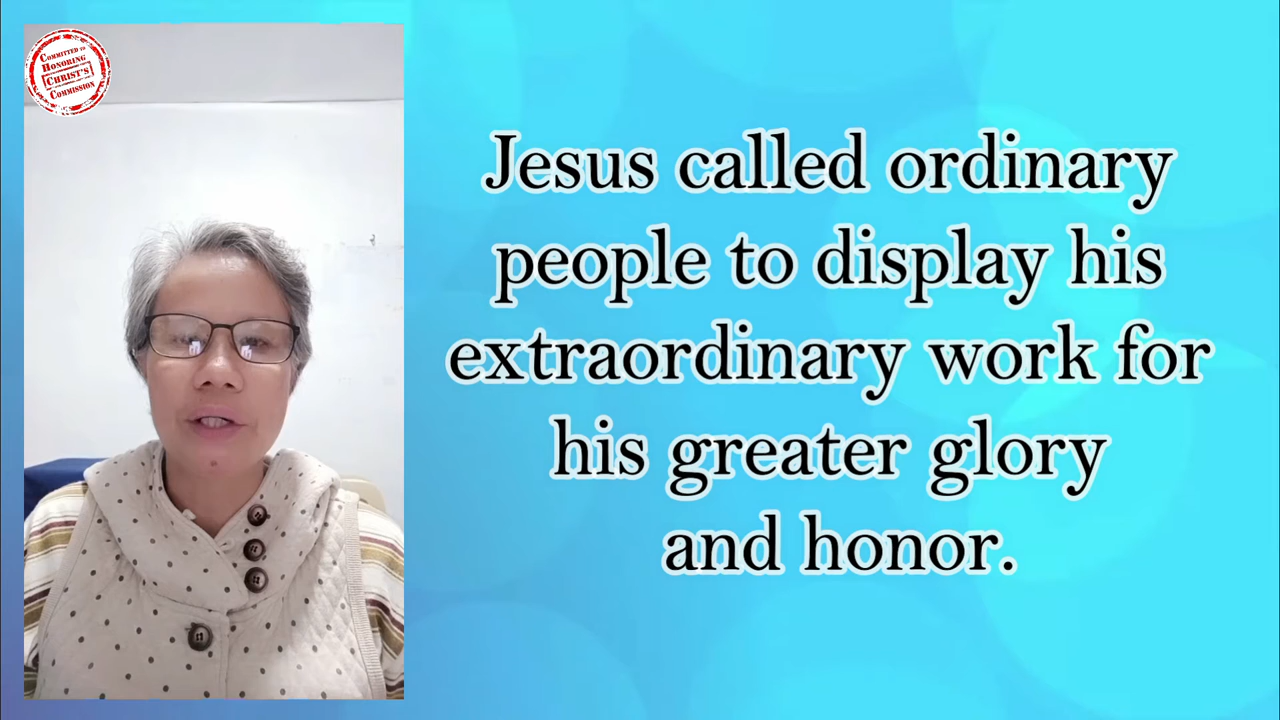 Committed to
Honoring
Christ's
Commission
Jesus called ordinary
people to display his
extraordinary work for
his greater glory
and honor.